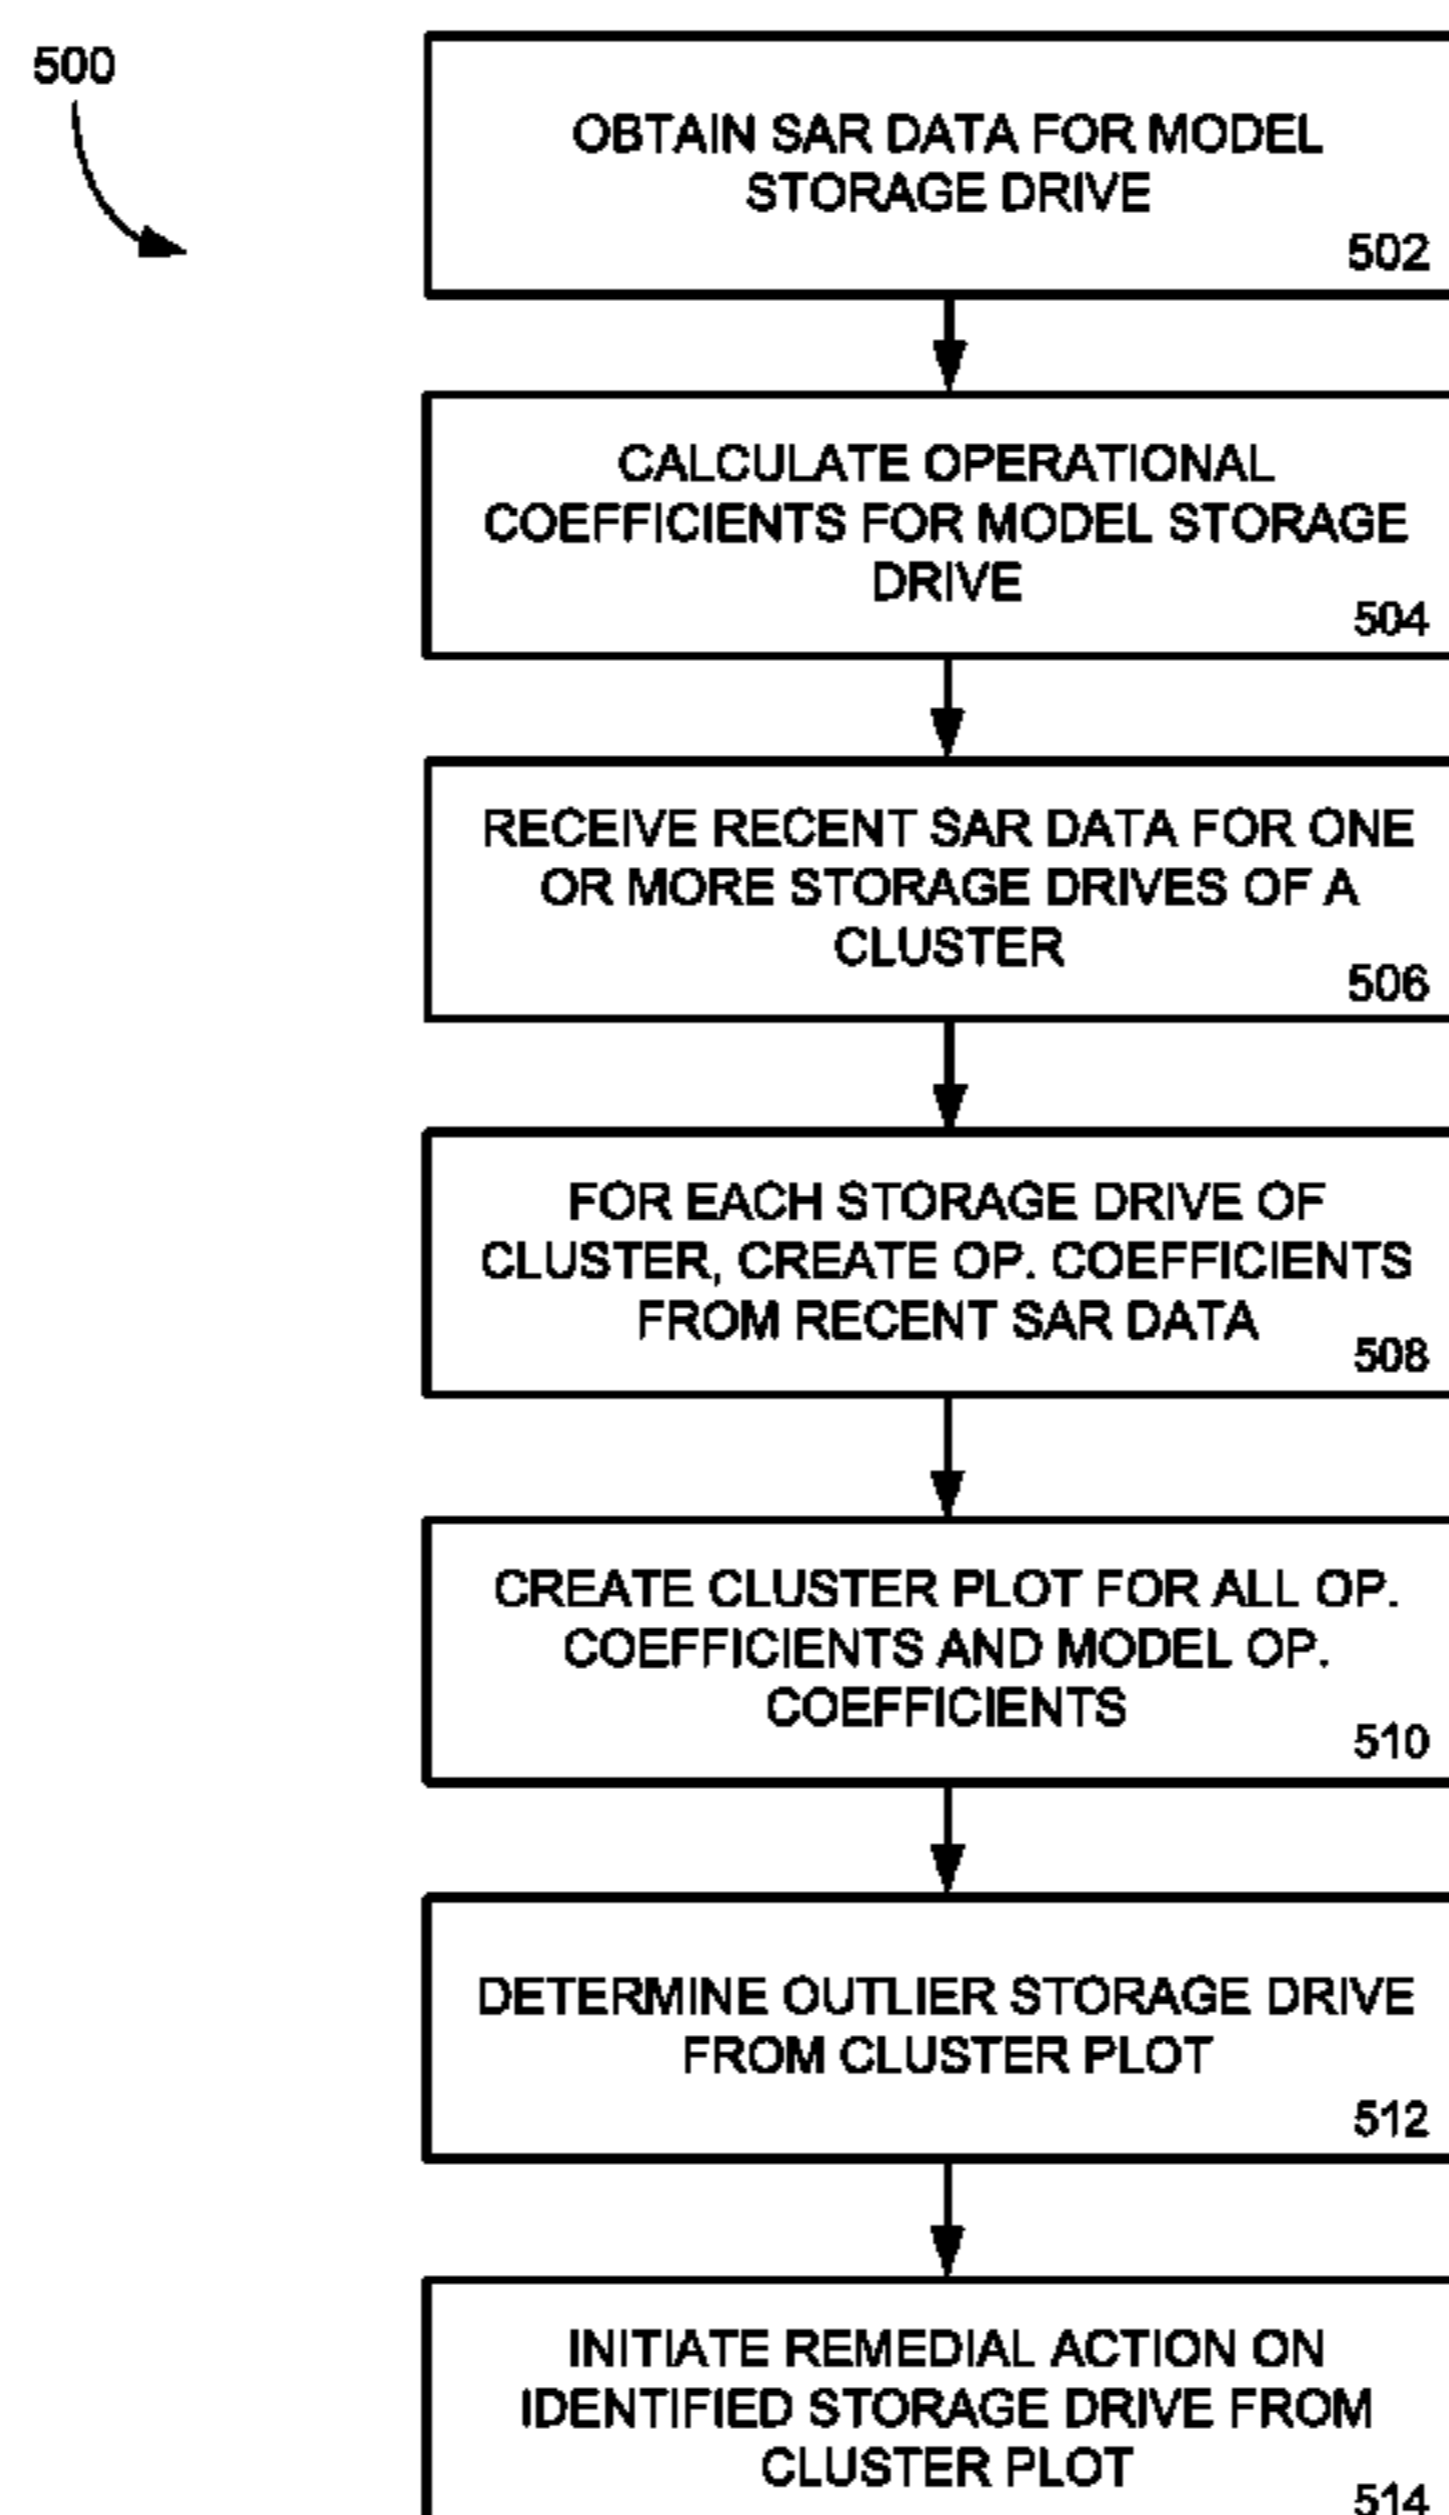 500
OBTAIN SAR DATA FOR MODEL
STORAGE DRIVE
502
CALCULATE OPERATIONAL
COEFFICIENTS FOR MODEL STORAGE
DRIVE
504
RECEIVE RECENT SAR DATA FOR ONE
OR MORE STORAGE DRIVES OF A
CLUSTER
506
FOR EACH STORAGE DRIVE OF
CLUSTER, CREATE OP. COEFFICIENTS
FROM RECENT SAR DATA
508
CREATE CLUSTER PLOT FOR ALL OP.
COEFFICIENTS AND MODEL OP.
COEFFICIENTS
510
DETERMINE OUTLIER STORAGE DRIVE
FROM CLUSTER PLOT
512
INITIATE REMEDIAL ACTION ON
IDENTIFIED STORAGE DRIVE FROM
CLUSTER PLOT
514